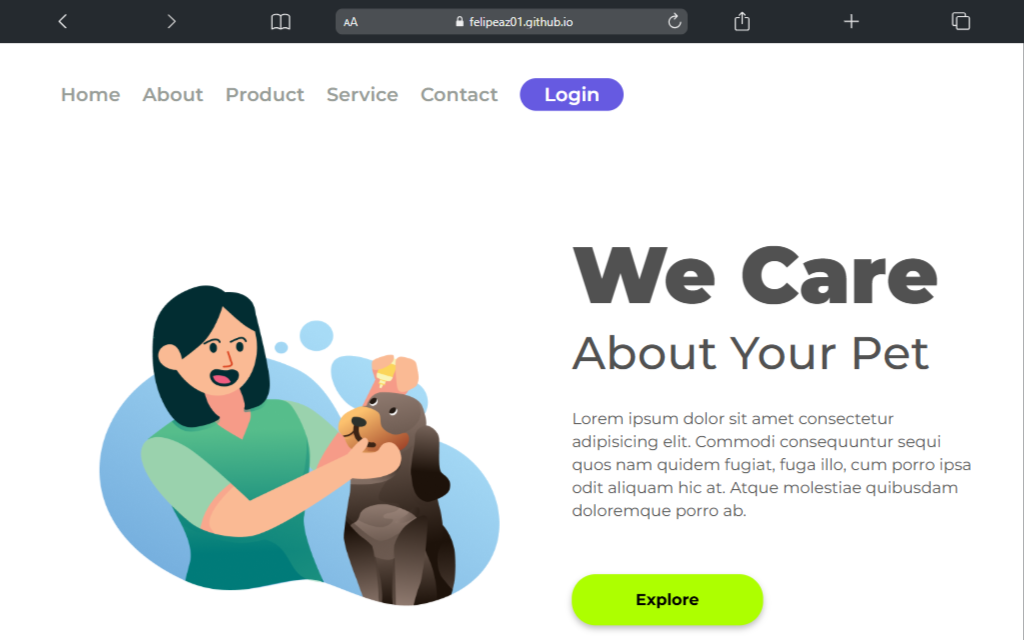 AA felipeaz01.github.io
Home About Product Service Contact Login
We Care
About Your Pet
Lorem ipsum dolor sit amet consectetur
adipisicing elit. Commodi consequuntur sequi
quos nam quidem fugiat, fuga illo, cum porro ipsa
odit aliquam hic at. Atque molestiae quibusdam
doloremque porro ab.
Explore